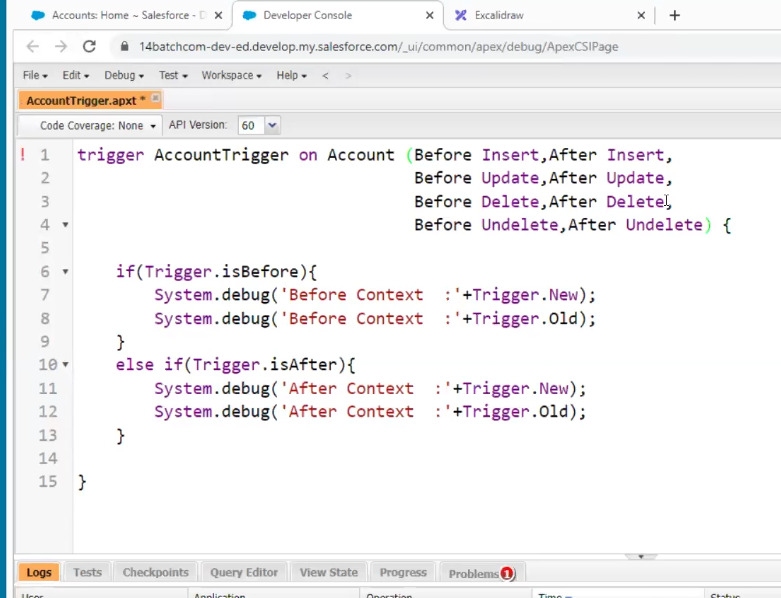 Accounts: Home ~ Salesforce - D
Developer Console
Excalidraw
14batchcom-dev-ed.develop.my.salesforce.com/_ui/common/apex/debug/ApexCSIPage
File Edit Debug Test Workspace Help < >
AccountTrigger.apxt *
Code Coverage: None API Version: 60
! 1 trigger AccountTrigger on Account (Before Insert,After Insert,
2 Before Update,After Update,
3 Before Delete,After Delete,
4 Before Undelete,After Undelete) {
5
6 if(Trigger.isBefore){
7 System.debug('Before Context  :'+Trigger.New);
8 System.debug('Before Context  :'+Trigger.Old);
9 }
10 else if(Trigger.isAfter){
11 System.debug('After Context  :'+Trigger.New);
12 System.debug('After Context  :'+Trigger.Old);
13 }
14
15 }
Logs Tests Checkpoints Query Editor View State Progress Problems 1
User Application Operation Time Status